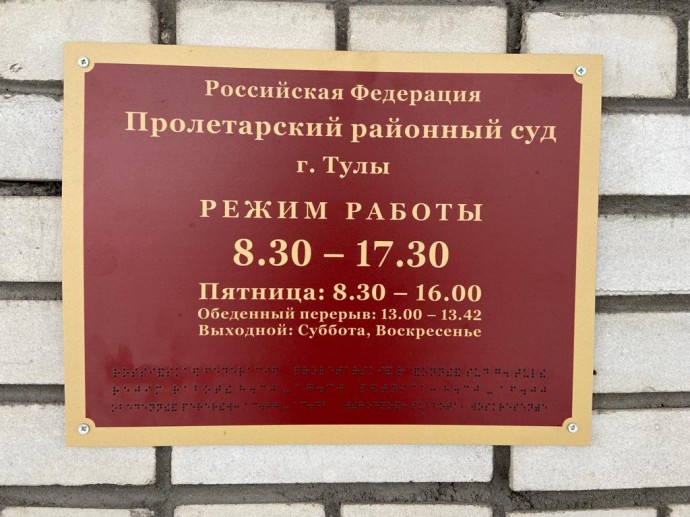 Российская Федерация
Пролетарский районный суд
г. Тулы
РЕЖИМ РАБОТЫ
8.30 – 17.30
Пятница: 8.30 – 16.00
Обеденный перерыв: 13.00 – 13.42
Выходной: Суббота, Воскресенье